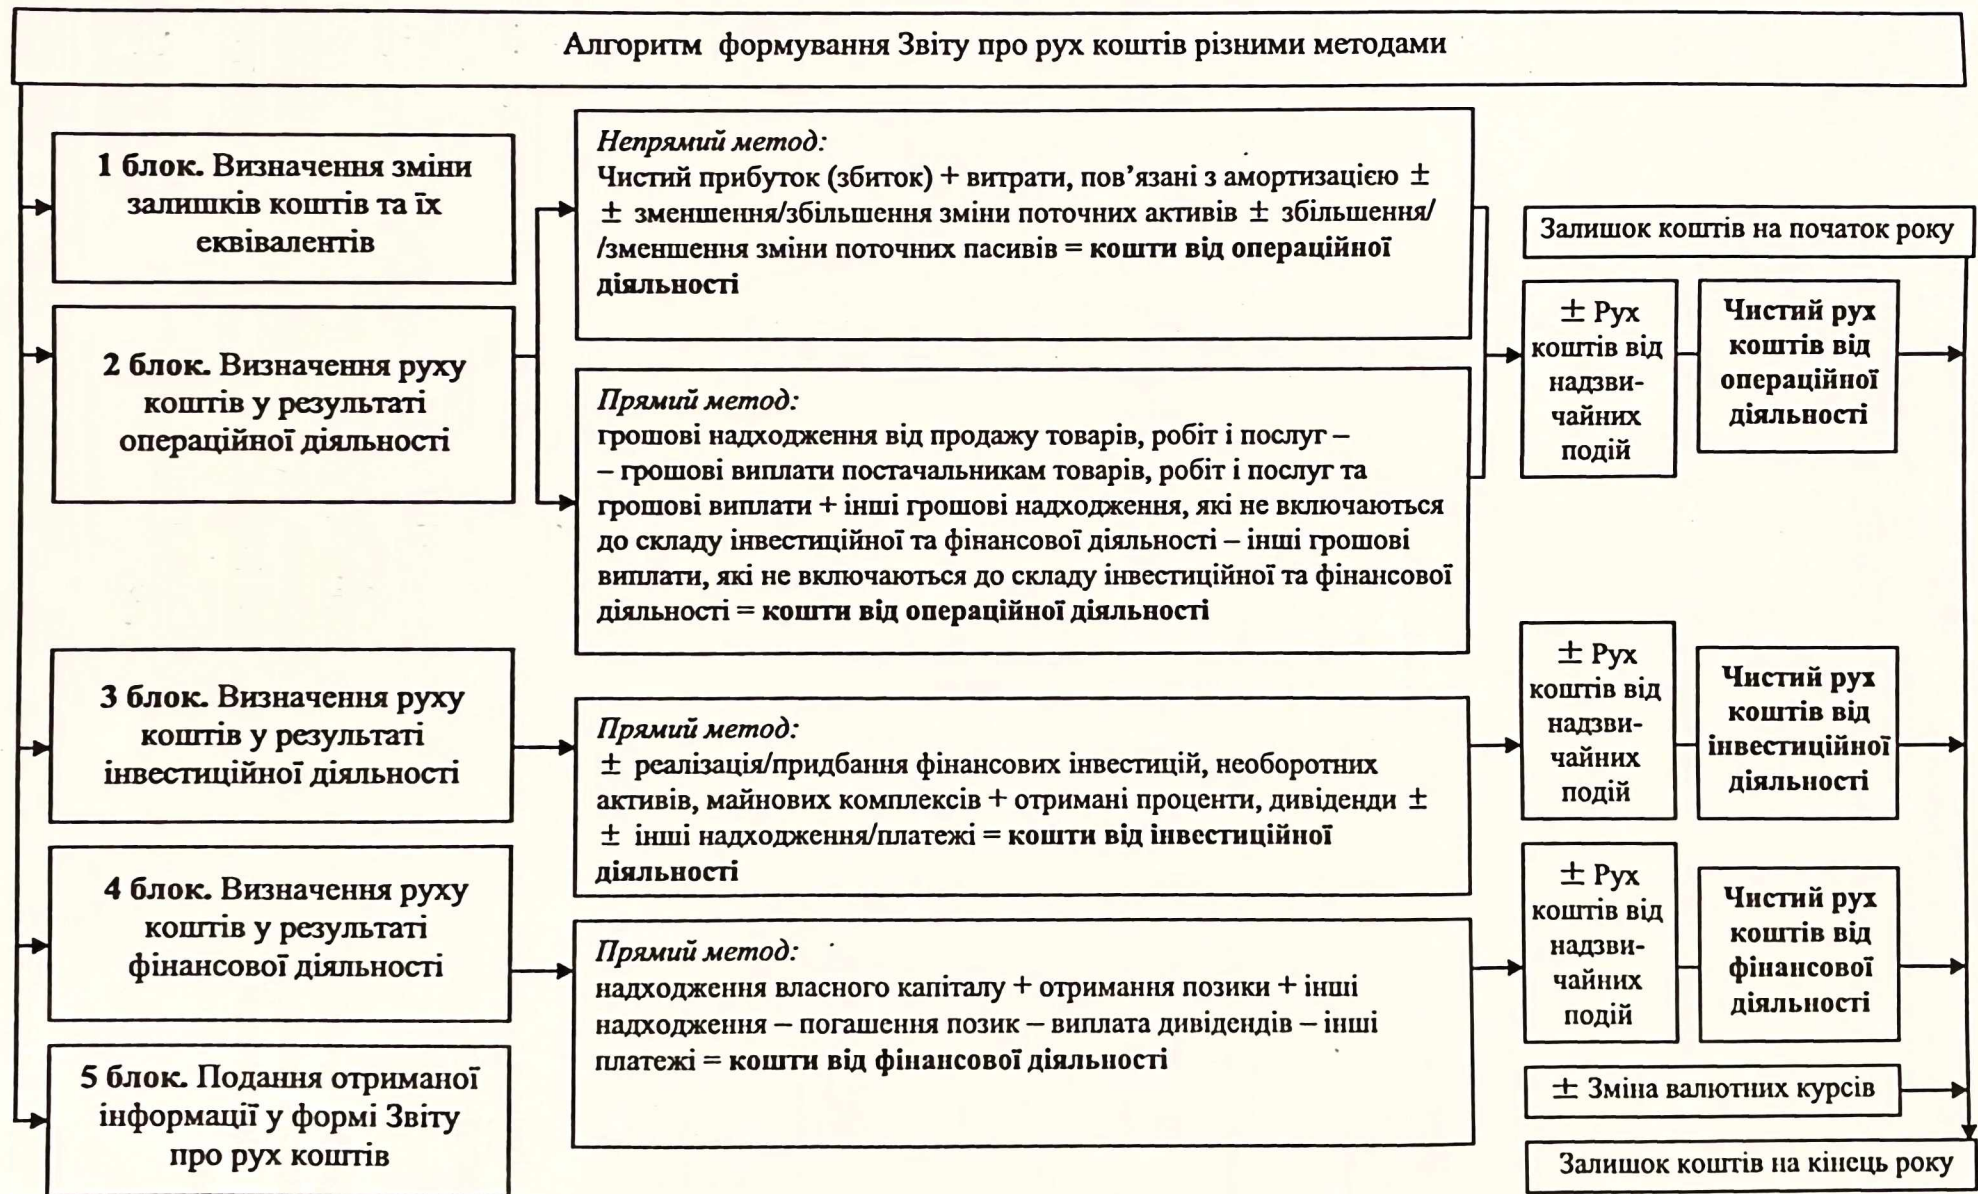 Алгоритм формування Звіту про рух коштів різними методами
1 блок. Визначення зміни
залишків коштів та їх
еквівалентів
2 блок. Визначення руху
коштів у результаті
операційної діяльності
3 блок. Визначення руху
коштів у результаті
інвестиційної діяльності
4 блок. Визначення руху
коштів у результаті
фінансової діяльності
5 блок. Подання отриманої
інформації у формі Звіту
про рух коштів
Непрямий метод:
Чистий прибуток (збиток) + витрати, пов’язані з амортизацією ±
± зменшення/збільшення зміни поточних активів ± збільшення/
/зменшення зміни поточних пасивів = кошти від операційної
діяльності
Прямий метод:
грошові надходження від продажу товарів, робіт і послуг –
– грошові виплати постачальникам товарів, робіт і послуг та
грошові виплати + інші грошові надходження, які не включаються
до складу інвестиційної та фінансової діяльності – інші грошові
виплати, які не включаються до складу інвестиційної та фінансової
діяльності = кошти від операційної діяльності
Прямий метод:
± реалізація/придбання фінансових інвестицій, необоротних
активів, майнових комплексів + отримані проценти, дивіденди ±
± інші надходження/платежі = кошти від інвестиційної
діяльності
Прямий метод:
надходження власного капіталу + отримання позики + інші
надходження – погашення позик – виплата дивідендів – інші
платежі = кошти від фінансової діяльності
Залишок коштів на початок року
± Рух
коштів від
надзви-
чайних
подій
Чистий рух
коштів від
операційної
діяльності
± Рух
коштів від
надзви-
чайних
подій
Чистий рух
коштів від
інвестиційної
діяльності
± Рух
коштів від
надзви-
чайних
подій
Чистий рух
коштів від
фінансової
діяльності
± Зміна валютних курсів
Залишок коштів на кінець року